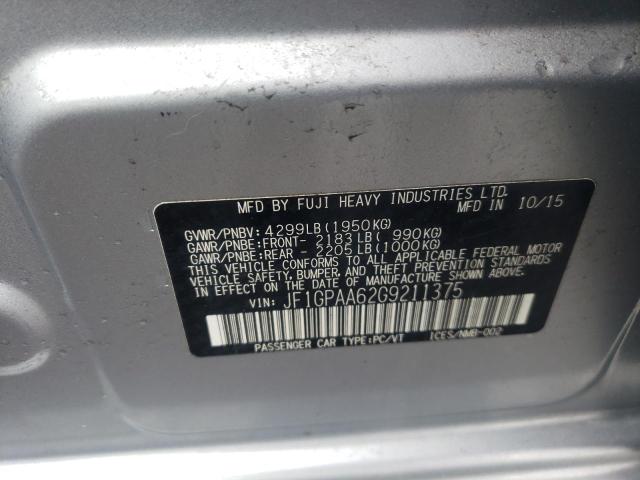 MFD BY FUJI HEAVY INDUSTRIES LTD.
MFD IN 10/15
GVWR/PNBV: 4299LB(1950KG)
GAWR/PNBE:FRONT- 2183LB( 990KG)
GAWR/PNBE:REAR - 2205LB(1000KG)
THIS VEHICLE CONFORMS TO ALL APPLICABLE FEDERAL MOTOR
VEHICLE SAFETY, BUMPER, AND THEFT PREVENTION STANDARDS
IN EFFECT ON THE DATE OF MANUFACTURE SHOWN ABOVE.
VIN: JF1GPAA62G9211375
PASSENGER CAR TYPE:PC/VT ICES/NMB-002